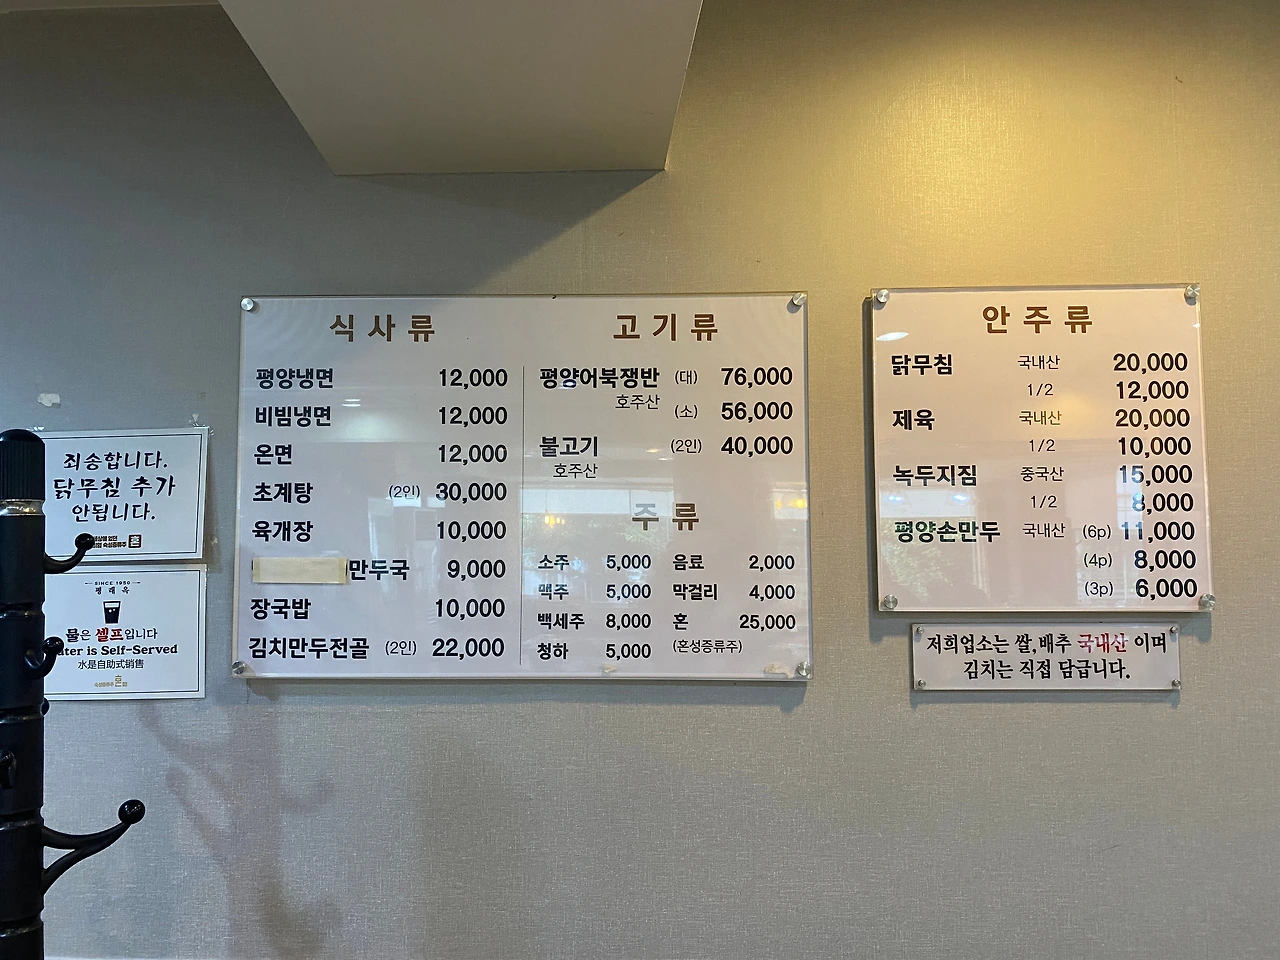 죄송합니다.
닭무침 추가
안됩니다.
혼
SINCE 1950
평래옥
물은 셀프입니다
ater is Self-Served
水是自助式销售
숙성증류주 혼
식사류
평양냉면 12,000
비빔냉면 12,000
온면 12,000
초계탕 (2인) 30,000
육개장 10,000
만두국 9,000
장국밥 10,000
김치만두전골 (2인) 22,000
고기류
평양어북쟁반 (대) 76,000
호주산 (소) 56,000
불고기 (2인) 40,000
호주산
주류
소주 5,000 음료 2,000
맥주 5,000 막걸리 4,000
백세주 8,000 혼 25,000
청하 5,000 (혼성증류주)
안주류
닭무침 국내산 20,000
1/2 12,000
제육 국내산 20,000
1/2 10,000
녹두지짐 중국산 15,000
1/2 8,000
평양손만두 국내산 (6p) 11,000
(4p) 8,000
(3p) 6,000
저희업소는 쌀,배추 국내산 이며
김치는 직접 담급니다.